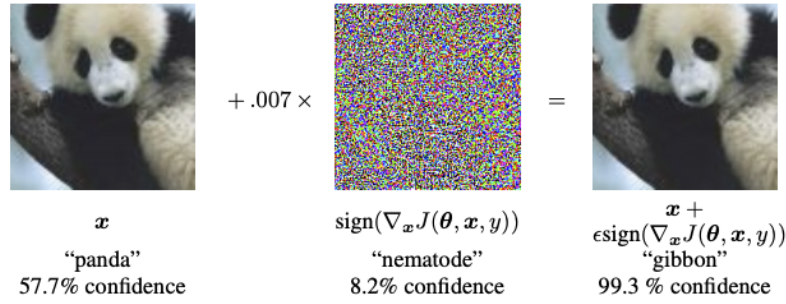 + .007 ×
=
x
sign(∇ₓJ(θ, x, y))
x +
ϵsign(∇ₓJ(θ, x, y))
“panda”
“nematode”
“gibbon”
57.7% confidence
8.2% confidence
99.3 % confidence